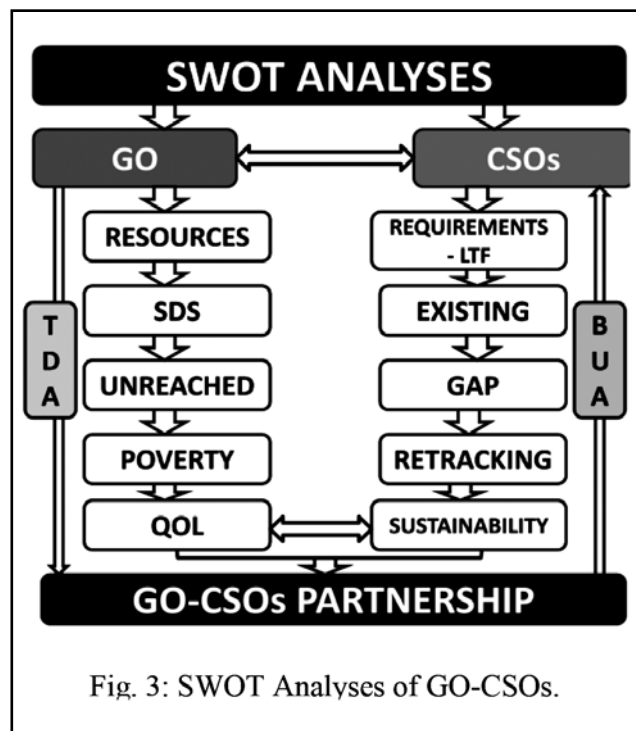 SWOT ANALYSES
GO
CSOs
RESOURCES
REQUIREMENTS
- LTF
SDS
EXISTING
T
D
A
B
U
A
UNREACHED
GAP
POVERTY
RETRACKING
QOL
SUSTAINABILITY
GO-CSOs PARTNERSHIP
Fig. 3: SWOT Analyses of GO-CSOs.